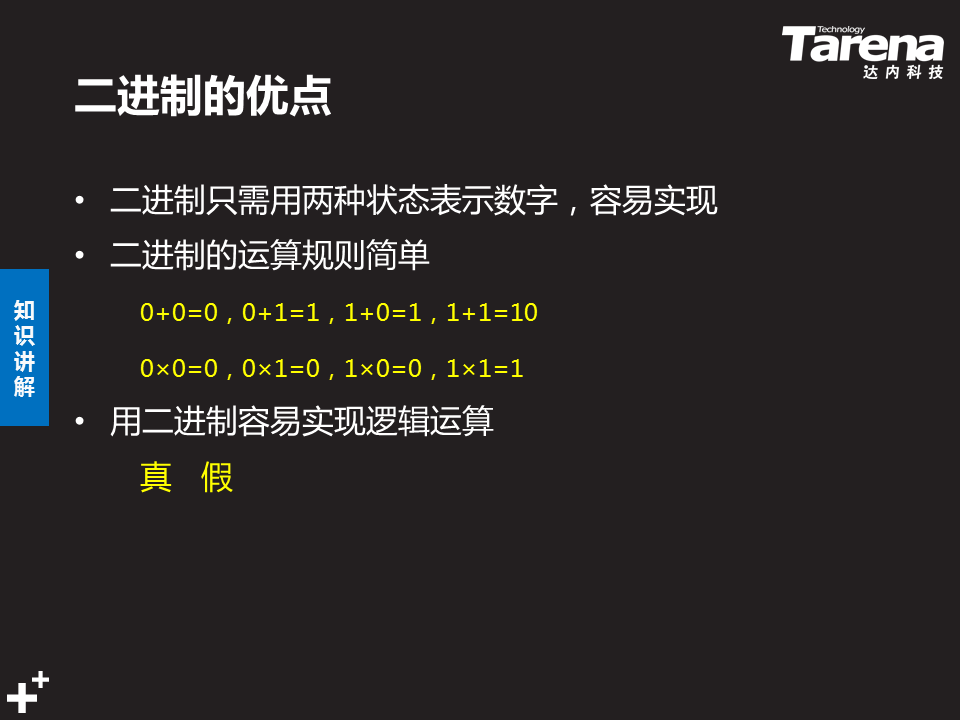 Technology
Tarena
达内科技
二进制的优点
• 二进制只需用两种状态表示数字，容易实现
• 二进制的运算规则简单
0+0=0，0+1=1，1+0=1，1+1=10
0×0=0，0×1=0，1×0=0，1×1=1
• 用二进制容易实现逻辑运算
真 假
知识讲解